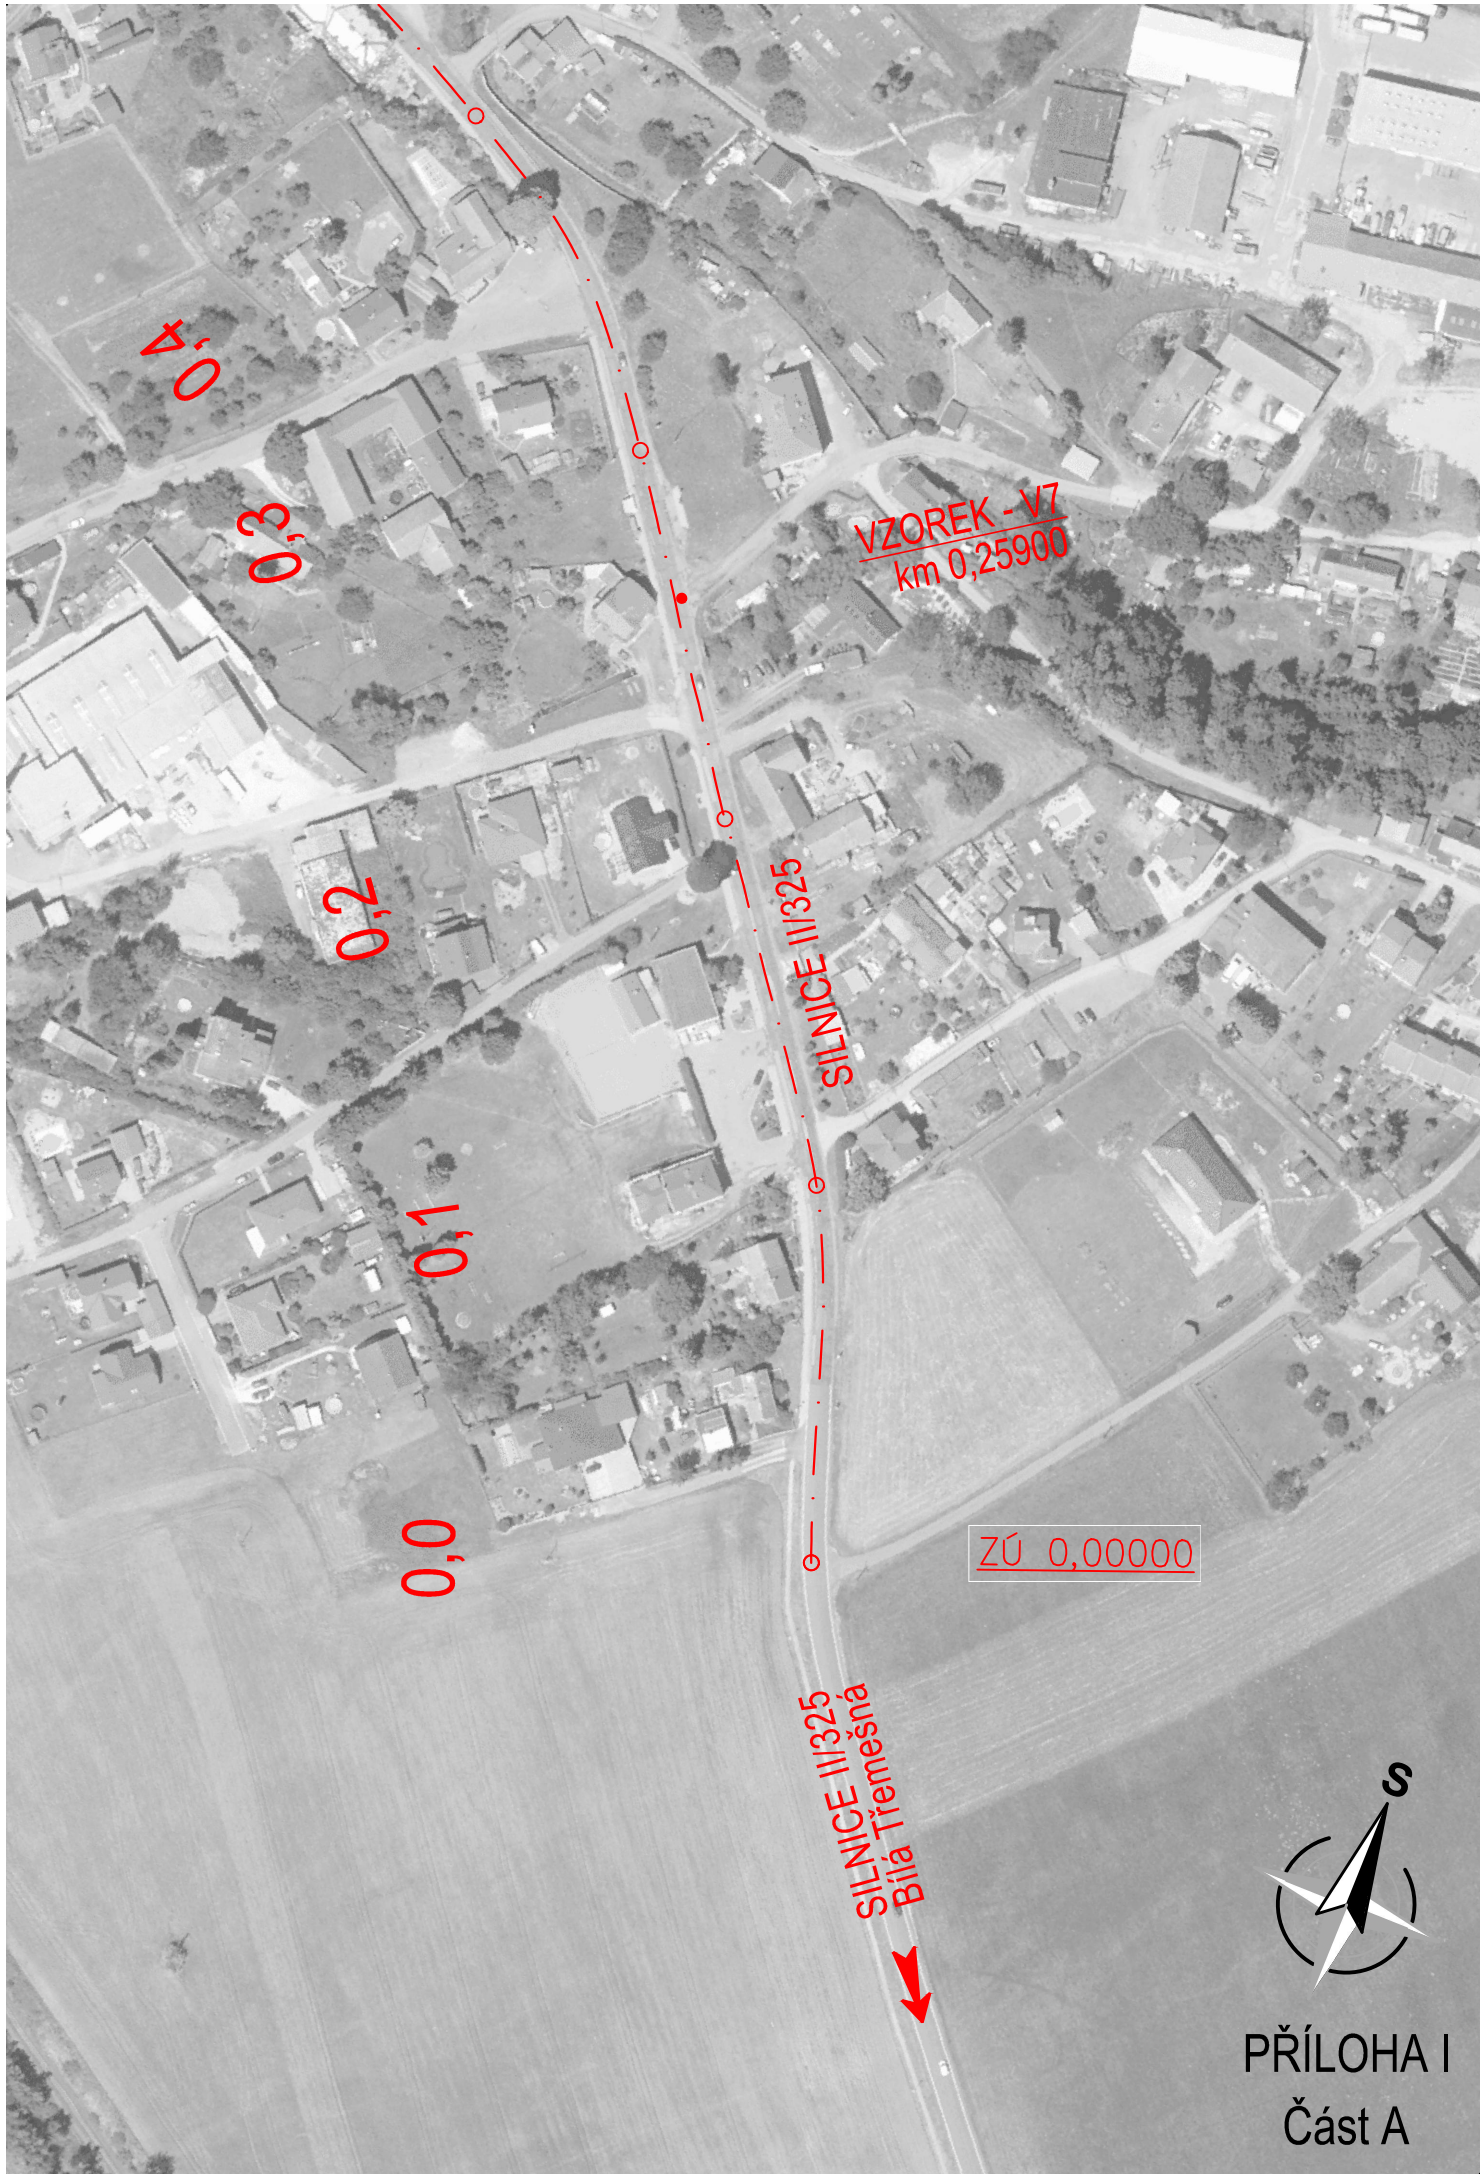 0,4
0,3
VZOREK - V7
km 0,25900
0,2
SILNICE II/325
0,1
0,0
ZÚ 0,00000
SILNICE II/325
Bílá Třemešná
S
PŘÍLOHA I
Část A